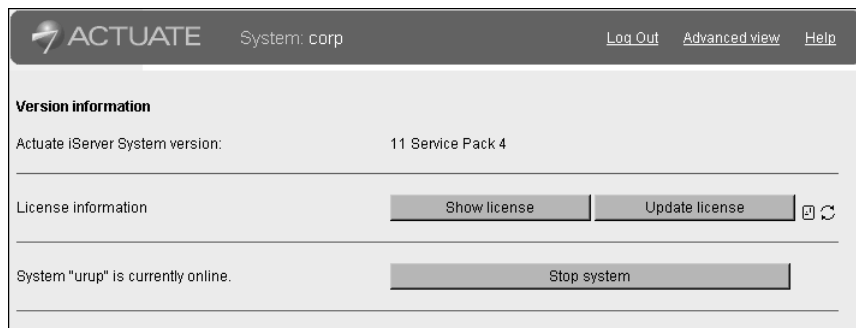 ACTUATE System: corp Log Out Advanced view Help
Version information
Actuate iServer System version: 11 Service Pack 4
License information Show license Update license
System "urup" is currently online. Stop system